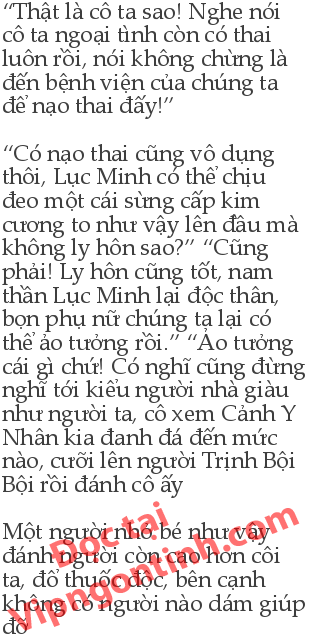 “Thật là cô ta sao! Nghe nói
cô ta ngoại tình còn có thai
luôn rồi, nói không chừng là
đến bệnh viện của chúng ta
để nạo thai đấy!”
“Có nạo thai cũng vô dụng
thôi, Lục Minh có thể chịu
đeo một cái sừng cấp kim
cương to như vậy lên đầu mà
không ly hôn sao?” “Cũng
phải! Ly hôn cũng tốt, nam
thần Lục Minh lại độc thân,
bọn phụ nữ chúng ta lại có
thể ảo tưởng rồi.” “Ảo tưởng
cái gì chứ! Có nghĩ cũng đừng
nghĩ tới kiểu người nhà giàu
như người ta, cô xem Cảnh Y
Nhân kia đanh đá đến mức
nào, cưỡi lên người Trịnh Bội
Bội rồi đánh cô ấy
Một người nhỏ bé như vậy
đánh người còn cao hơn côi
ta, đổ thuốc độc, bên cạnh
không có người nào dám giúp
đỡ
Đọc tại
Vipngontinh.com